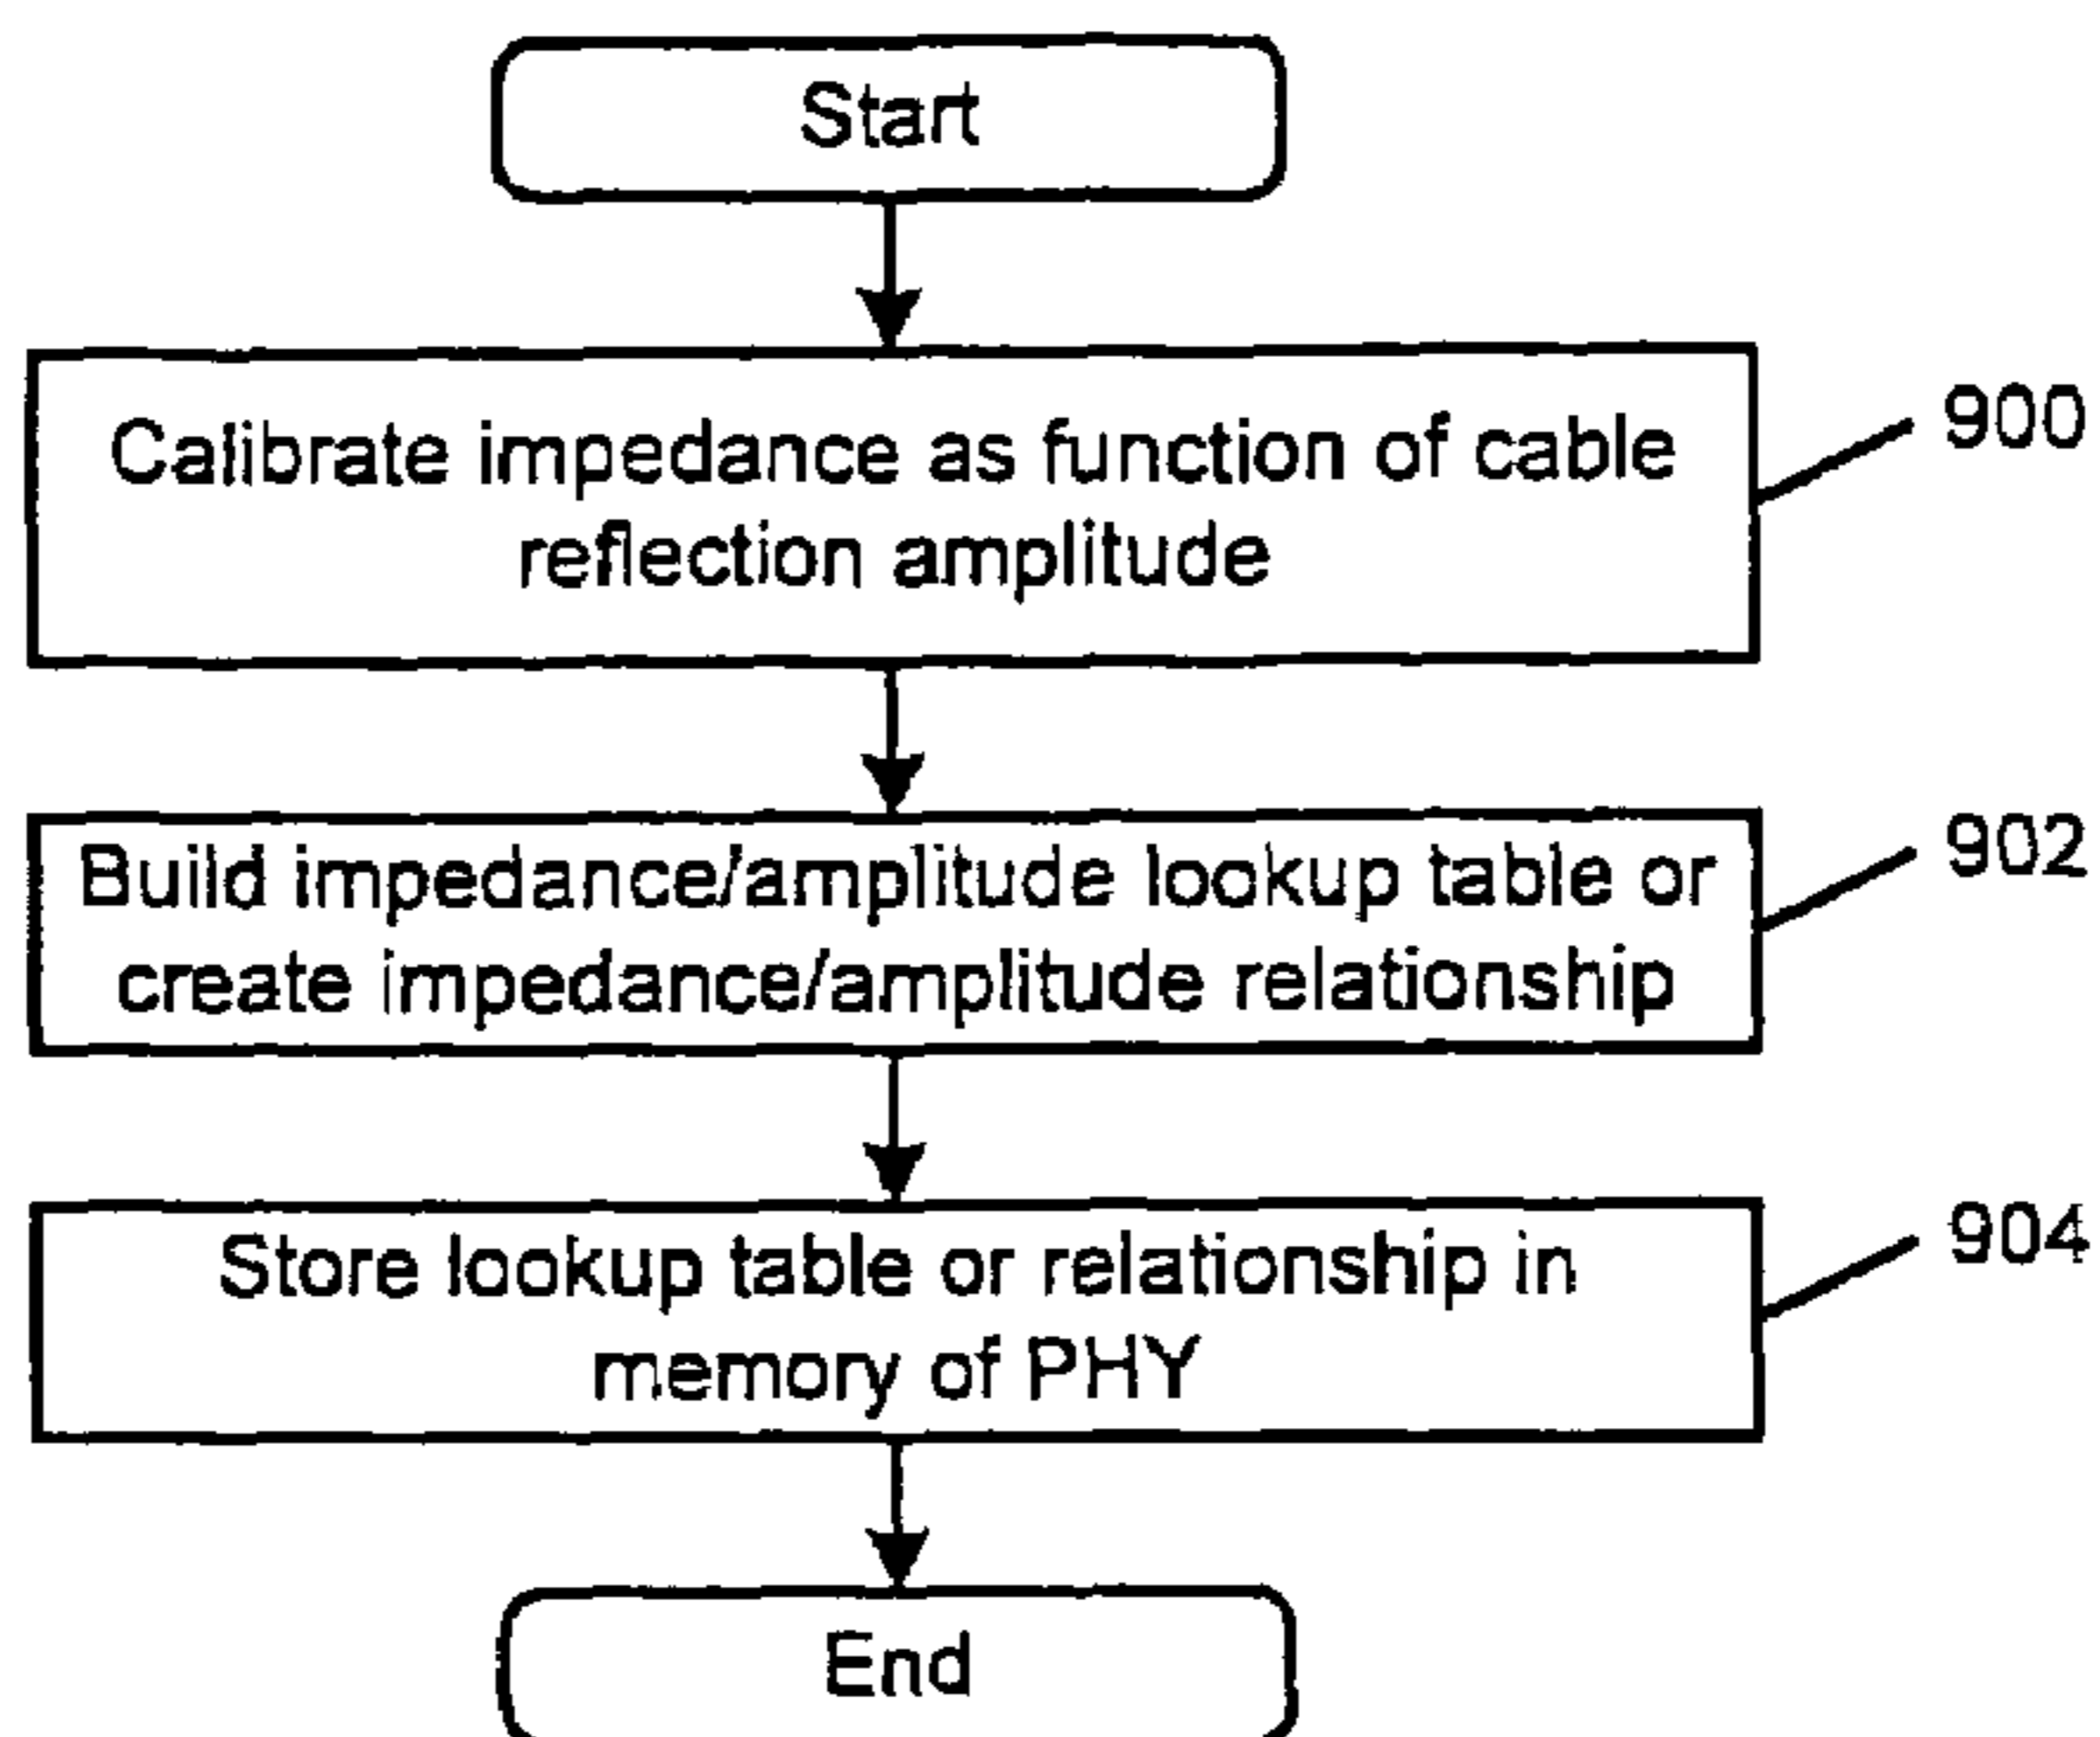 Start
Calibrate impedance as function of cable
reflection amplitude
900
Build impedance/amplitude lookup table or
create impedance/amplitude relationship
902
Store lookup table or relationship in
memory of PHY
904
End